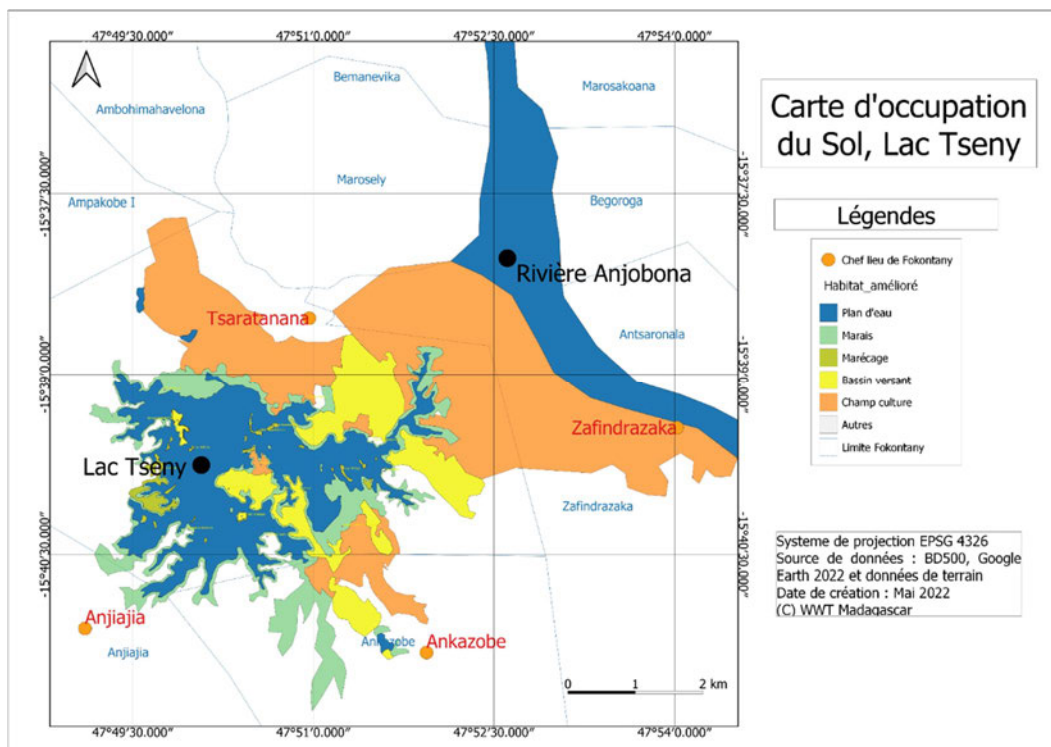 47°49'30.000"
47°51'0.000"
47°52'30.000"
47°54'0.000"
Bemanevika
Marosakoana
Ambohimahavelona
Marosely
Ampakobe I
Begoroga
Rivière Anjobona
Tsaratanana
Antsaronala
Zafindrazaka
Lac Tseny
Zafindrazaka
Anjiajia
Anjiajia
Ankazobe
Ankazobe
0 1 2 km
-15°37'30.000"
-15°39'0.000"
-15°40'30.000"
-15°37'30.000"
-15°39'0.000"
-15°40'30.000"
47°49'30.000"
47°51'0.000"
47°52'30.000"
47°54'0.000"
Carte d'occupation
du Sol, Lac Tseny
Légendes
Chef lieu de Fokontany
Habitat_amélioré
Plan d'eau
Marais
Marécage
Bassin versant
Champ culture
Autres
Limite Fokontany
Systeme de projection EPSG 4326
Source de données : BD500, Google
Earth 2022 et données de terrain
Date de création : Mai 2022
(C) WWT Madagascar